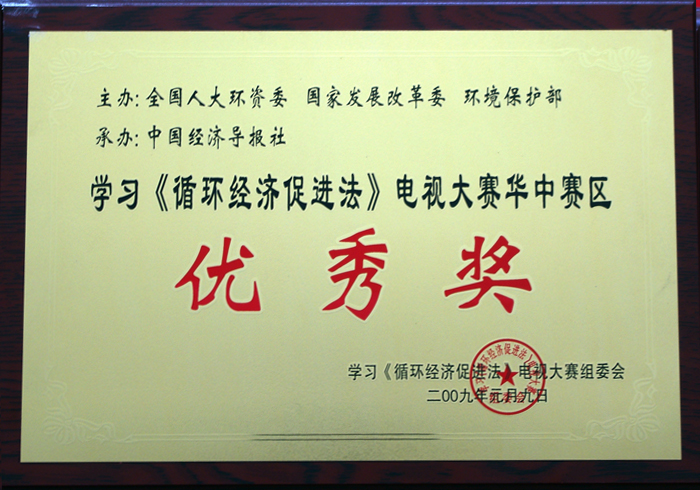 主办:全国人大环资委 国家发展改革委 环境保护部
承办:中国经济导报社
学习《循环经济促进法》电视大赛华中赛区
优秀奖
学习《循环经济促进法》电视大赛组委会
二00九年元月九日